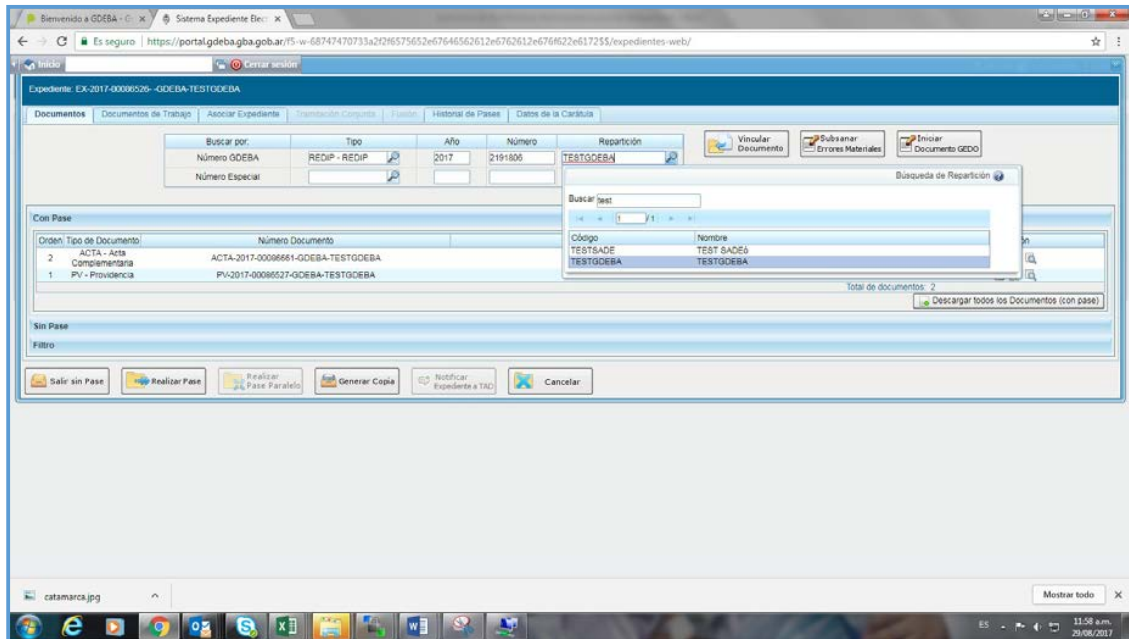 Bienvenido a GDEBA - G
Sistema Expediente Elec
Es seguro
https://portal.gdeba.gba.gob.ar/
/expedientes-web/
Inicio
Cerrar sesión
Expediente: EX-2017-00086526- -GDEBA-TESTGDEBA
Documentos Documentos de Trabajo Asociar Expediente Tramitación Conjunta Fusión Historial de Pases Datos de la Carátula
Buscar por: Tipo Año Número Repartición
Número GDEBA REDIP - REDIP 2017 2191806 TESTGDEBA
Número Especial
Vincular Documento
Subsanar Errores Materiales
Iniciar Documento GEDO
Búsqueda de Repartición
Buscar test
1 / 1
Código Nombre
TESTSADE TEST SADEó
TESTGDEBA TESTGDEBA
Con Pase
Orden Tipo de Documento Número Documento
2 ACTA - Acta Complementaria ACTA-2017-00086661-GDEBA-TESTGDEBA
1 PV - Providencia PV-2017-00086527-GDEBA-TESTGDEBA
Total de documentos: 2
Descargar todos los Documentos (con pase)
Sin Pase
Filtro
Salir sin Pase
Realizar Pase
Realizar Pase Paralelo
Generar Copia
Notificar Expediente a TAD
Cancelar
catamarca.jpg
Mostrar todo
ES
11:58 a.m.
29/08/2017